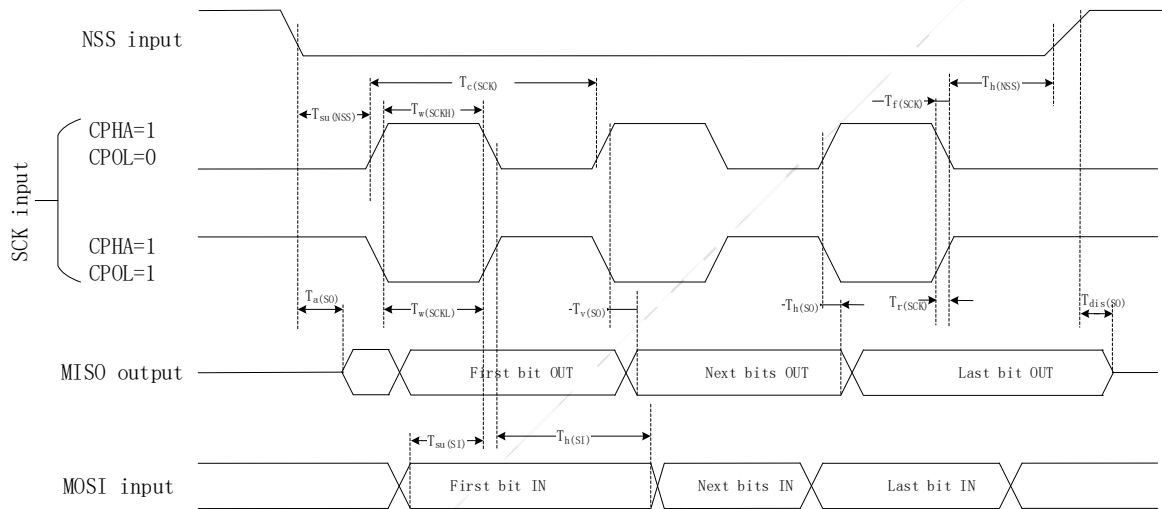 NSS input
Tc(SCK)
Th(NSS)
Tf(SCK)
Tsu(NSS)
Tw(SCKH)
CPHA=1
CPOL=0
SCK input
CPHA=1
CPOL=1
Ta(SO)
Tw(SCKL)
Tv(SO)
Th(SO)
Tr(SCK)
Tdis(SO)
MISO output
First bit OUT
Next bits OUT
Last bit OUT
Tsu(SI)
Th(SI)
MOSI input
First bit IN
Next bits IN
Last bit IN